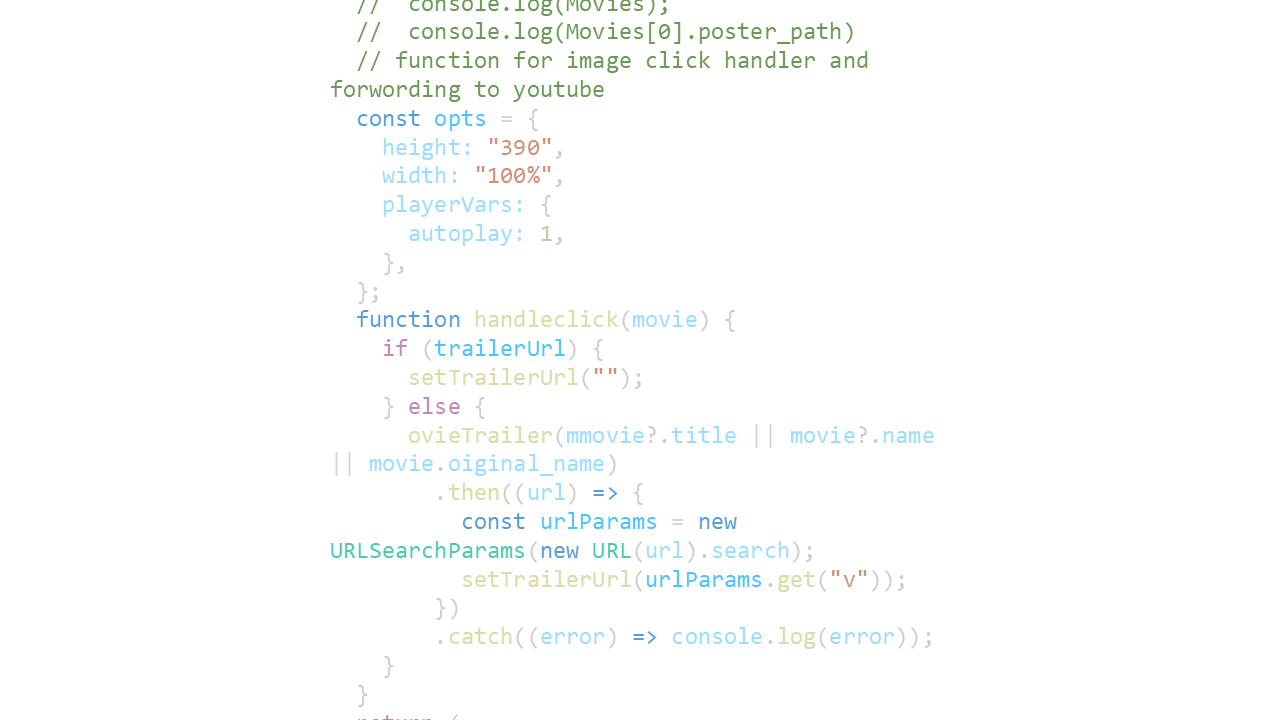 //  console.log(Movies);
//  console.log(Movies[0].poster_path)
// function for image click handler and
forwording to youtube
const opts = {
height: "390",
width: "100%",
playerVars: {
autoplay: 1,
},
};
function handleclick(movie) {
if (trailerUrl) {
setTrailerUrl("");
} else {
ovieTrailer(mmovie?.title || movie?.name
|| movie.oiginal_name)
.then((url) => {
const urlParams = new
URLSearchParams(new URL(url).search);
setTrailerUrl(urlParams.get("v"));
})
.catch((error) => console.log(error));
}
}
return (